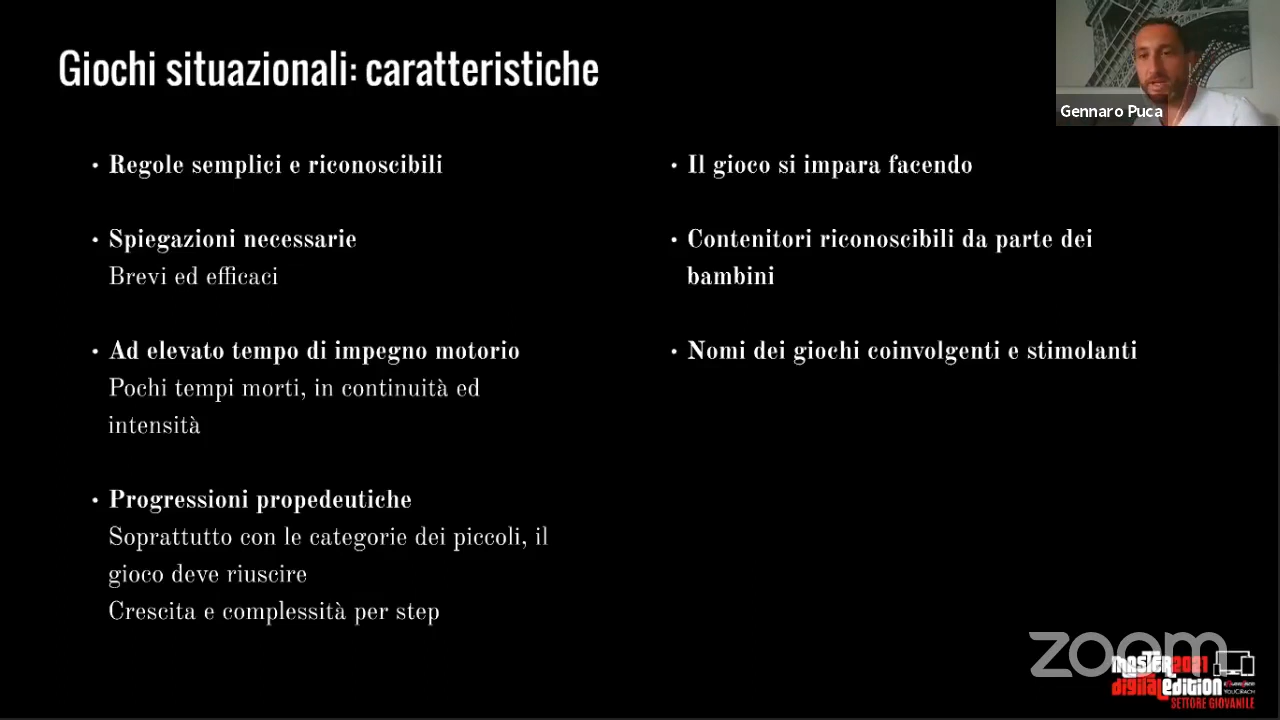 Giochi situazionali: caratteristiche
Gennaro Puca
• Regole semplici e riconoscibili
• Spiegazioni necessarie
Brevi ed efficaci
• Ad elevato tempo di impegno motorio
Pochi tempi morti, in continuità ed
intensità
• Progressioni propedeutiche
Soprattutto con le categorie dei piccoli, il
gioco deve riuscire
Crescita e complessità per step
• Il gioco si impara facendo
• Contenitori riconoscibili da parte dei
bambini
• Nomi dei giochi coinvolgenti e stimolanti
zoom
MASTER2021
digital EDITION
YOUCOACH
SETTORE GIOVANILE